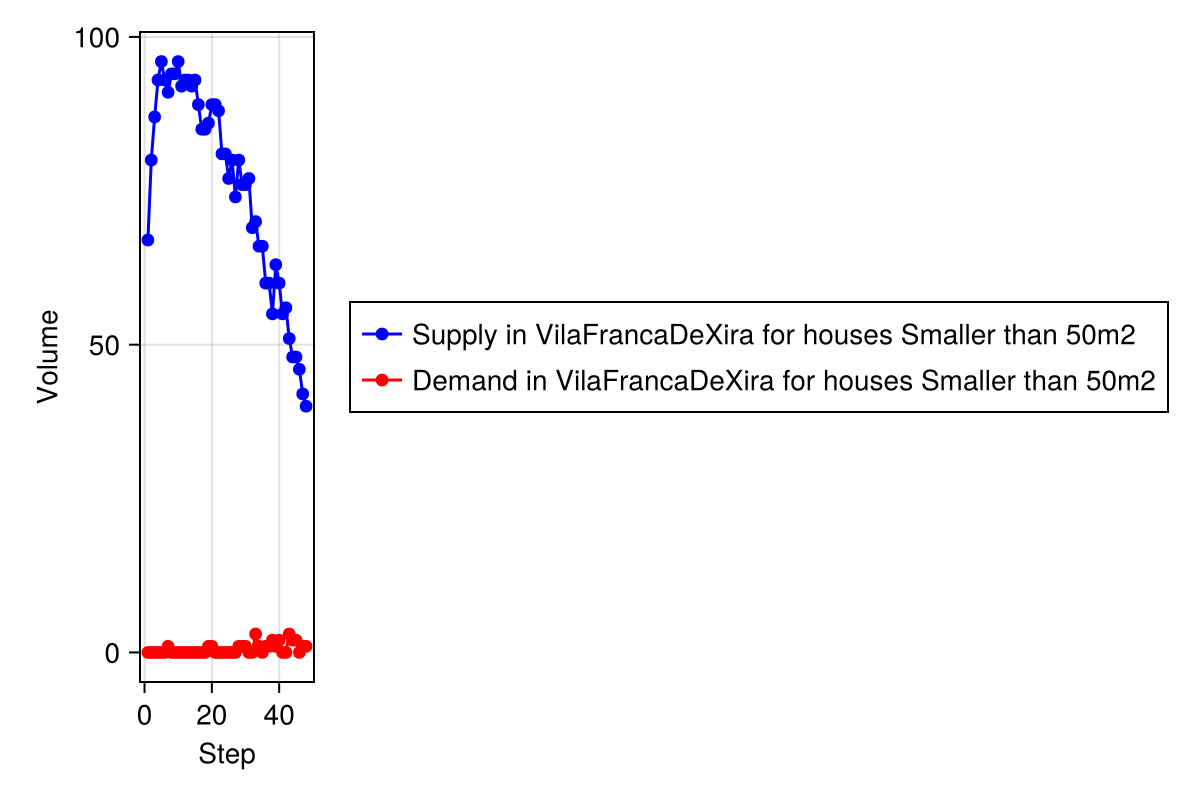 100
50
0
Volume
0 20 40
Step
Supply in VilaFrancaDeXira for houses Smaller than 50m2
Demand in VilaFrancaDeXira for houses Smaller than 50m2